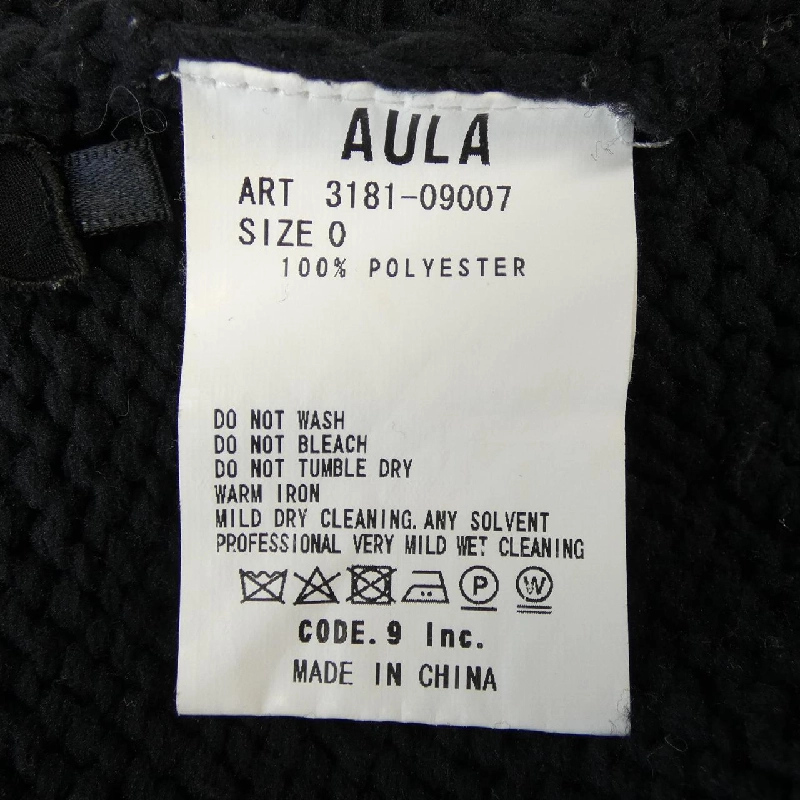 AULA
ART 3181-09007
SIZE 0
100% POLYESTER
DO NOT WASH
DO NOT BLEACH
DO NOT TUMBLE DRY
WARM IRON
MILD DRY CLEANING. ANY SOLVENT
PROFESSIONAL VERY MILD WET CLEANING
P W
CODE. 9 Inc.
MADE IN CHINA